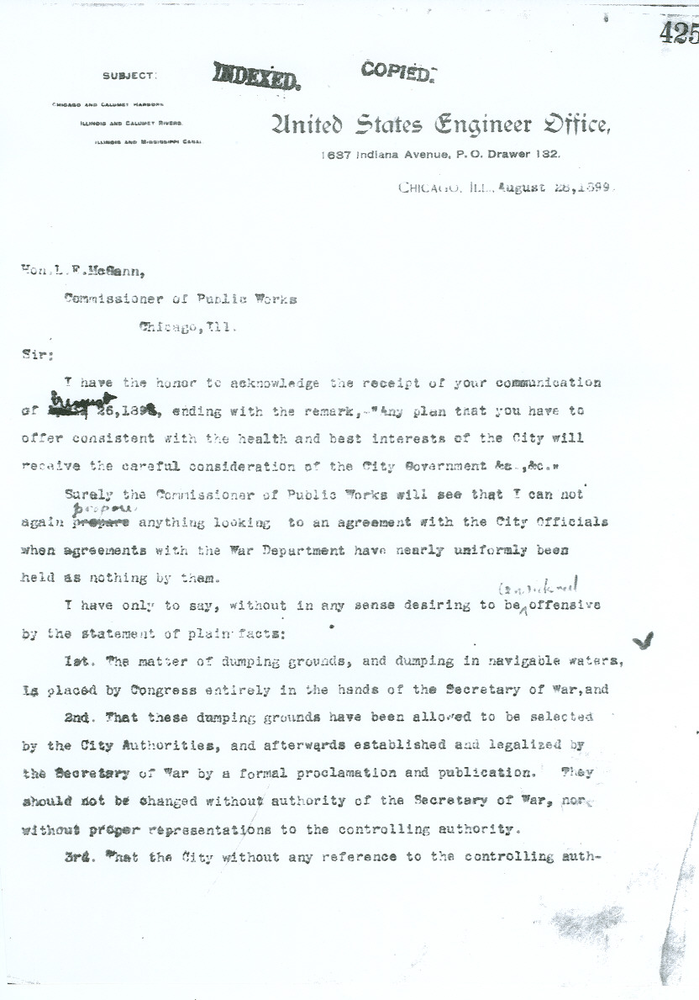 425
SUBJECT:
INDEXED.
COPIED.
CHICAGO AND CALUMET HARBORS.
ILLINOIS AND CALUMET RIVERS.
ILLINOIS AND MISSISSIPPI CANAL.
United States Engineer Office,
1637 Indiana Avenue, P. O. Drawer 132.
CHICAGO, ILL., August 28,1899.
Hon.L.E.McGann,
Commissioner of Public Works
Chicago,Ill.
Sir:
I have the honor to acknowledge the receipt of your communication
August
of 26,1899, ending with the remark,-"Any plan that you have to
offer consistent with the health and best interests of the City will
receive the careful consideration of the City Government &c.,&c."
Surely the Commissioner of Public Works will see that I can not
propose
again prepare anything looking to an agreement with the City Officials
when agreements with the War Department have nearly uniformly been
held as nothing by them.
considered
I have only to say, without in any sense desiring to be offensive
by the statement of plain facts:
1st. The matter of dumping grounds, and dumping in navigable waters,
is placed by Congress entirely in the hands of the Secretary of War,and
2nd. That these dumping grounds have been allowed to be selected
by the City Authorities, and afterwards established and legalized by
the Secretary of War by a formal proclamation and publication. They
should not be changed without authority of the Secretary of War, nor
without proper representations to the controlling authority.
3rd. That the City without any reference to the controlling auth-